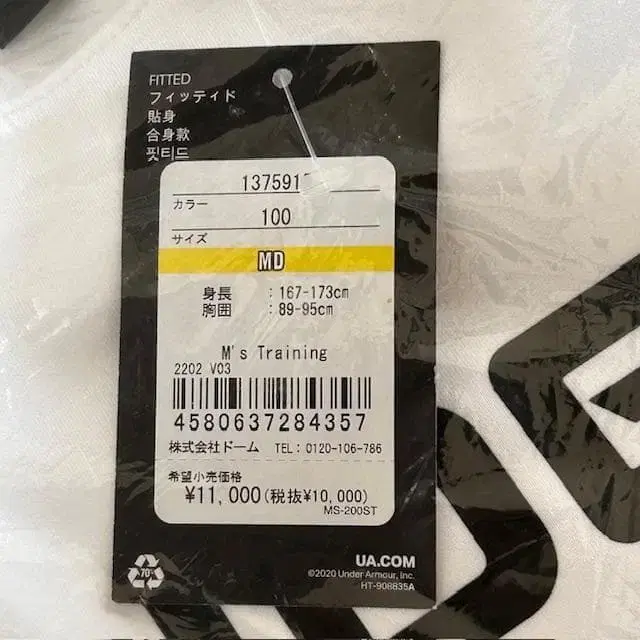 FITTED
フィッティド
貼身
合身款
핏티드
137591
カラー
100
サイズ
MD
身長 : 167-173cm
胸囲 : 89-95cm
M's Training
2202 V03
4580637284357
株式会社ドーム TEL: 0120-106-786
希望小売価格
¥11,000(税抜¥10,000)
MS-200ST
70%
UA.COM
©2020 Under Armour, Inc.
HT-908835A